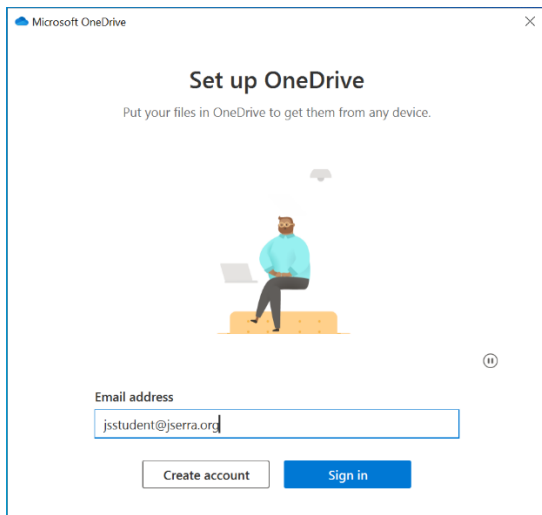 Microsoft OneDrive
Set up OneDrive
Put your files in OneDrive to get them from any device.
Email address
jsstudent@jserra.org
Create account
Sign in